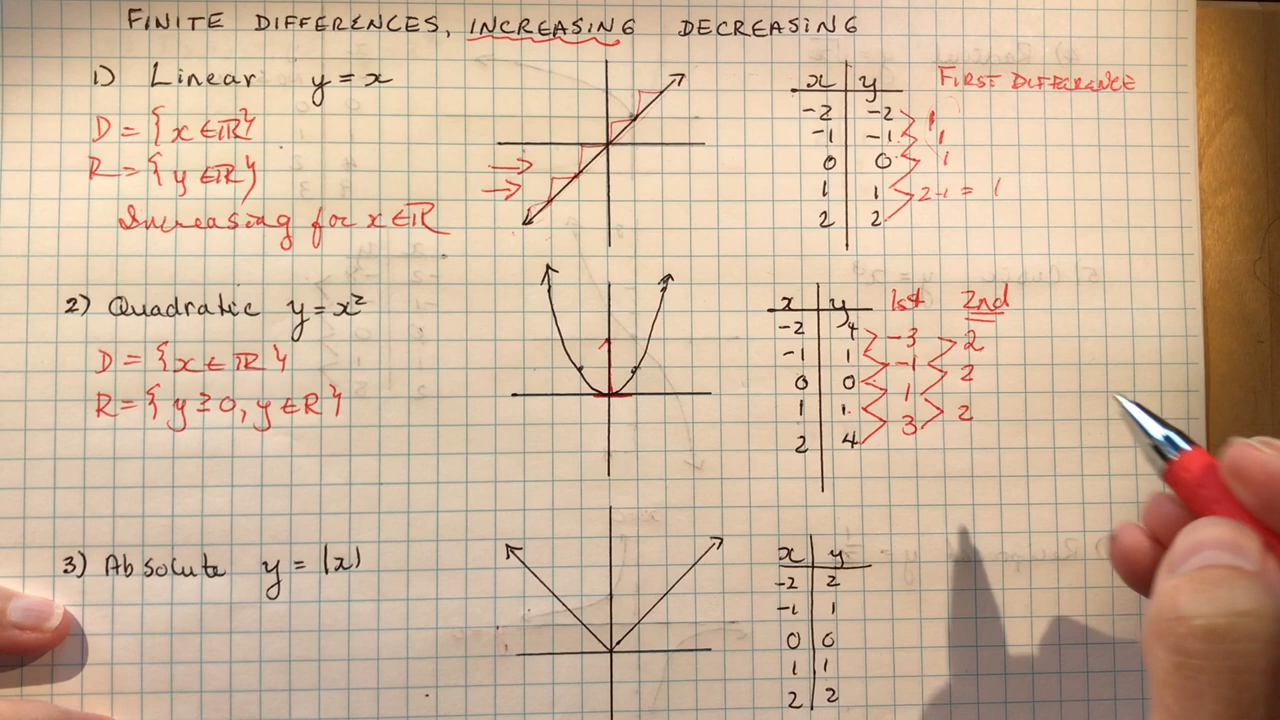 FINITE DIFFERENCES, INCREASING DECREASING
1) Linear y = x
D = {x ∈ ℝ}
R = {y ∈ ℝ}
Increasing for x ∈ ℝ
x y FIRST DIFFERENCE
-2 -2
1
-1 -1
1
0 0
1
1 1
2-1 = 1
2 2
2) Quadratic y = x²
D = {x ∈ ℝ}
R = {y ≥ 0, y ∈ R}
x y 1st 2nd
-2 4
-3 2
-1 1
-1 2
0 0
1 2
1 1
3
2 4
3) Absolute y = |x|
x y
-2 2
-1 1
0 0
1 1
2 2